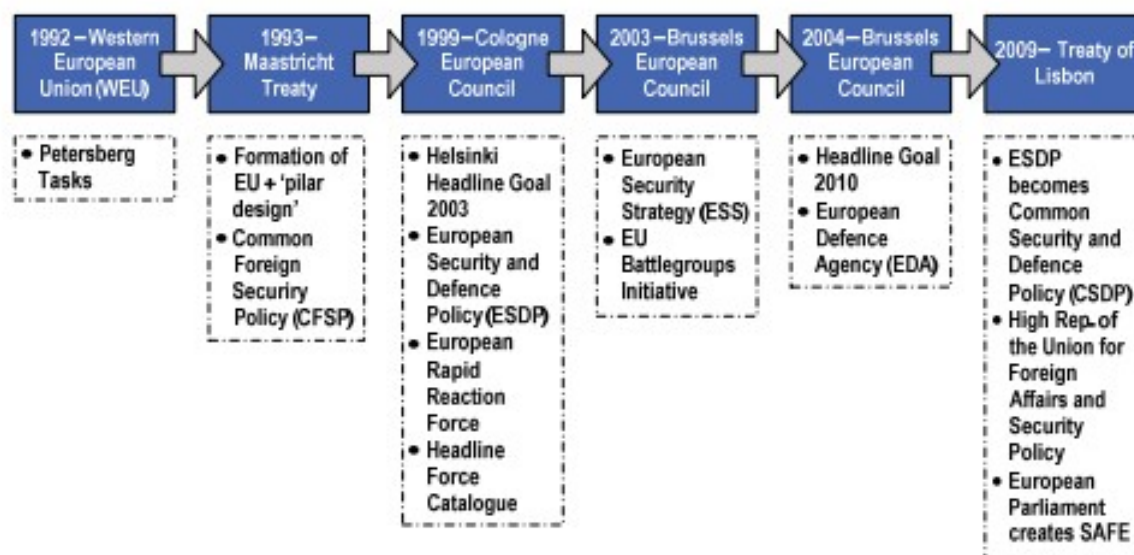 1992–Western
European
Union (WEU)
1993–
Maastricht
Treaty
1999–Cologne
European
Council
2003–Brussels
European
Council
2004–Brussels
European
Council
2009– Treaty of
Lisbon
• Petersberg
Tasks
• Formation of
EU + ‘pilar
design’
• Common
Foreign
Securiry
Policy (CFSP)
• Helsinki
Headline Goal
2003
• European
Security and
Defence
Policy (ESDP)
• European
Rapid
Reaction
Force
• Headline
Force
Catalogue
• European
Security
Strategy (ESS)
• EU
Battlegroups
Initiative
• Headline Goal
2010
• European
Defence
Agency (EDA)
• ESDP
becomes
Common
Security and
Defence
Policy (CSDP)
• High Rep. of
the Union for
Foreign
Affairs and
Security
Policy
• European
Parliament
creates SAFE